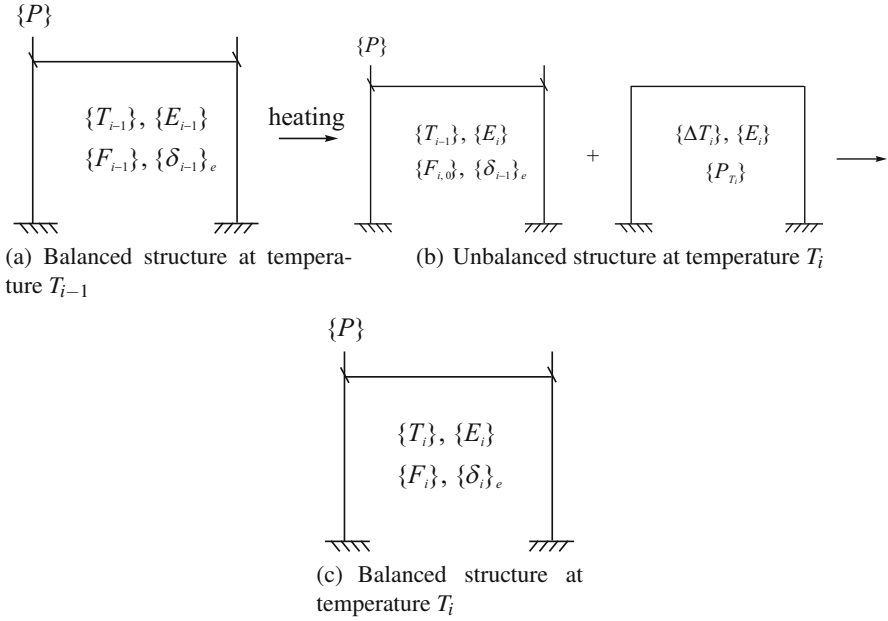 {P}
{T_{i−1}}, {E_{i−1}}
{F_{i−1}}, {δ_{i−1}}_e
heating
{P}
{T_{i−1}}, {E_i}
{F_{i,0}}, {δ_{i−1}}_e
+
{ΔT_i}, {E_i}
{P_{T_i}}
(a) Balanced structure at tempera-
ture T_{i−1}
(b) Unbalanced structure at temperature T_i
{P}
{T_i}, {E_i}
{F_i}, {δ_i}_e
(c) Balanced structure at
temperature T_i